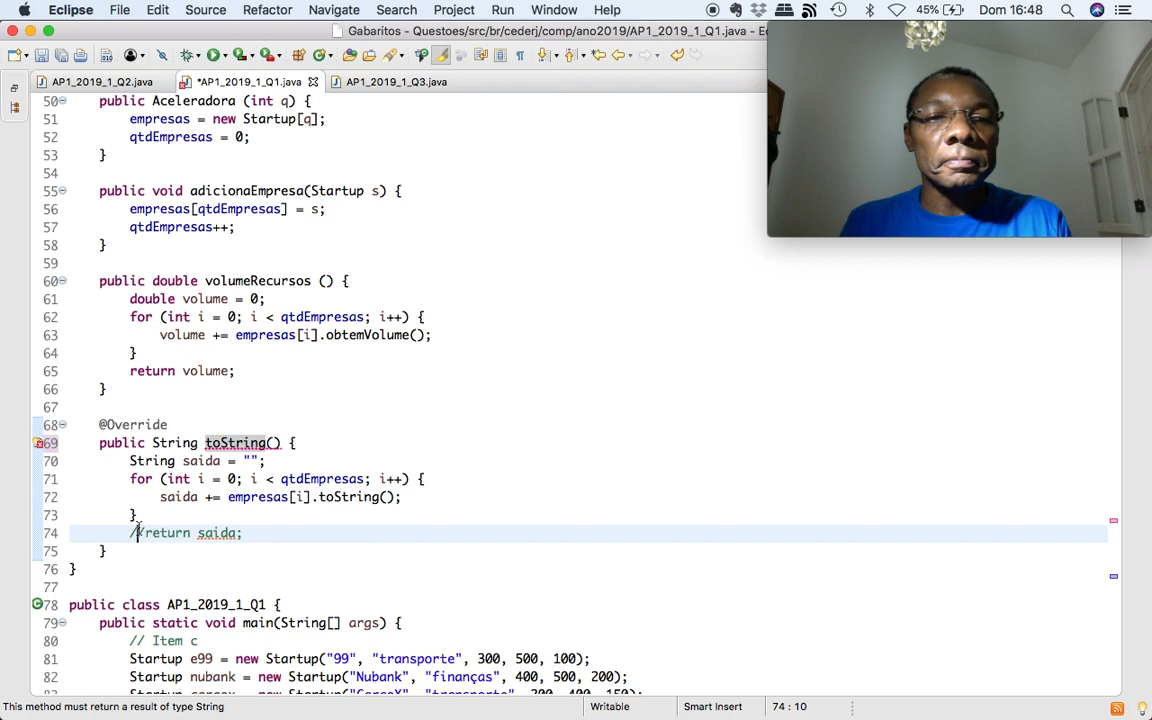 Eclipse File Edit Source Refactor Navigate Search Project Run Window Help 45% Dom 16:48
Gabaritos - Questoes/src/br/cederj/comp/ano2019/AP1_2019_1_Q1.java - Ec
AP1_2019_1_Q2.java *AP1_2019_1_Q1.java AP1_2019_1_Q3.java
50 public Aceleradora (int q) {
51 empresas = new Startup[q];
52 qtdEmpresas = 0;
53 }
54
55 public void adicionaEmpresa(Startup s) {
56 empresas[qtdEmpresas] = s;
57 qtdEmpresas++;
58 }
59
60 public double volumeRecursos () {
61 double volume = 0;
62 for (int i = 0; i < qtdEmpresas; i++) {
63 volume += empresas[i].obtemVolume();
64 }
65 return volume;
66 }
67
68 @Override
69 public String toString() {
70 String saida = "";
71 for (int i = 0; i < qtdEmpresas; i++) {
72 saida += empresas[i].toString();
73 }
74 //return saida;
75 }
76 }
77
78 public class AP1_2019_1_Q1 {
79 public static void main(String[] args) {
80 // Item c
81 Startup e99 = new Startup("99", "transporte", 300, 500, 100);
82 Startup nubank = new Startup("Nubank", "finanças", 400, 500, 200);
This method must return a result of type String Writable Smart Insert 74 : 10